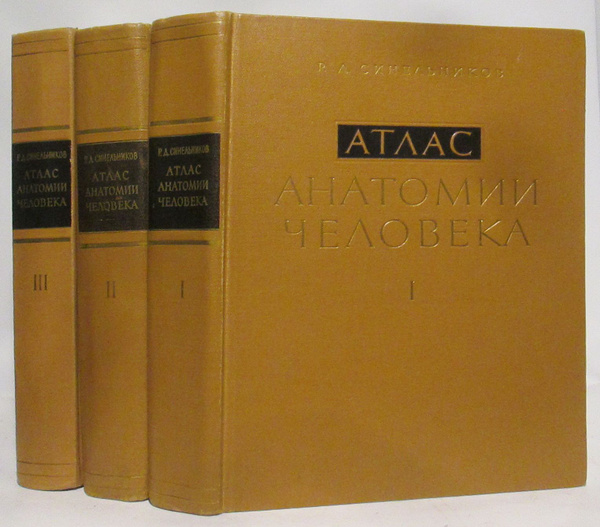 Р.Д. СИНЕЛЬНИКОВ
АТЛАС
АНАТОМИИ
ЧЕЛОВЕКА
III
Р.Д. СИНЕЛЬНИКОВ
АТЛАС
АНАТОМИИ
ЧЕЛОВЕКА
II
Р.Д. СИНЕЛЬНИКОВ
АТЛАС
АНАТОМИИ
ЧЕЛОВЕКА
I
Р. Д. СИНЕЛЬНИКОВ
АТЛАС
АНАТОМИИ
ЧЕЛОВЕКА
I